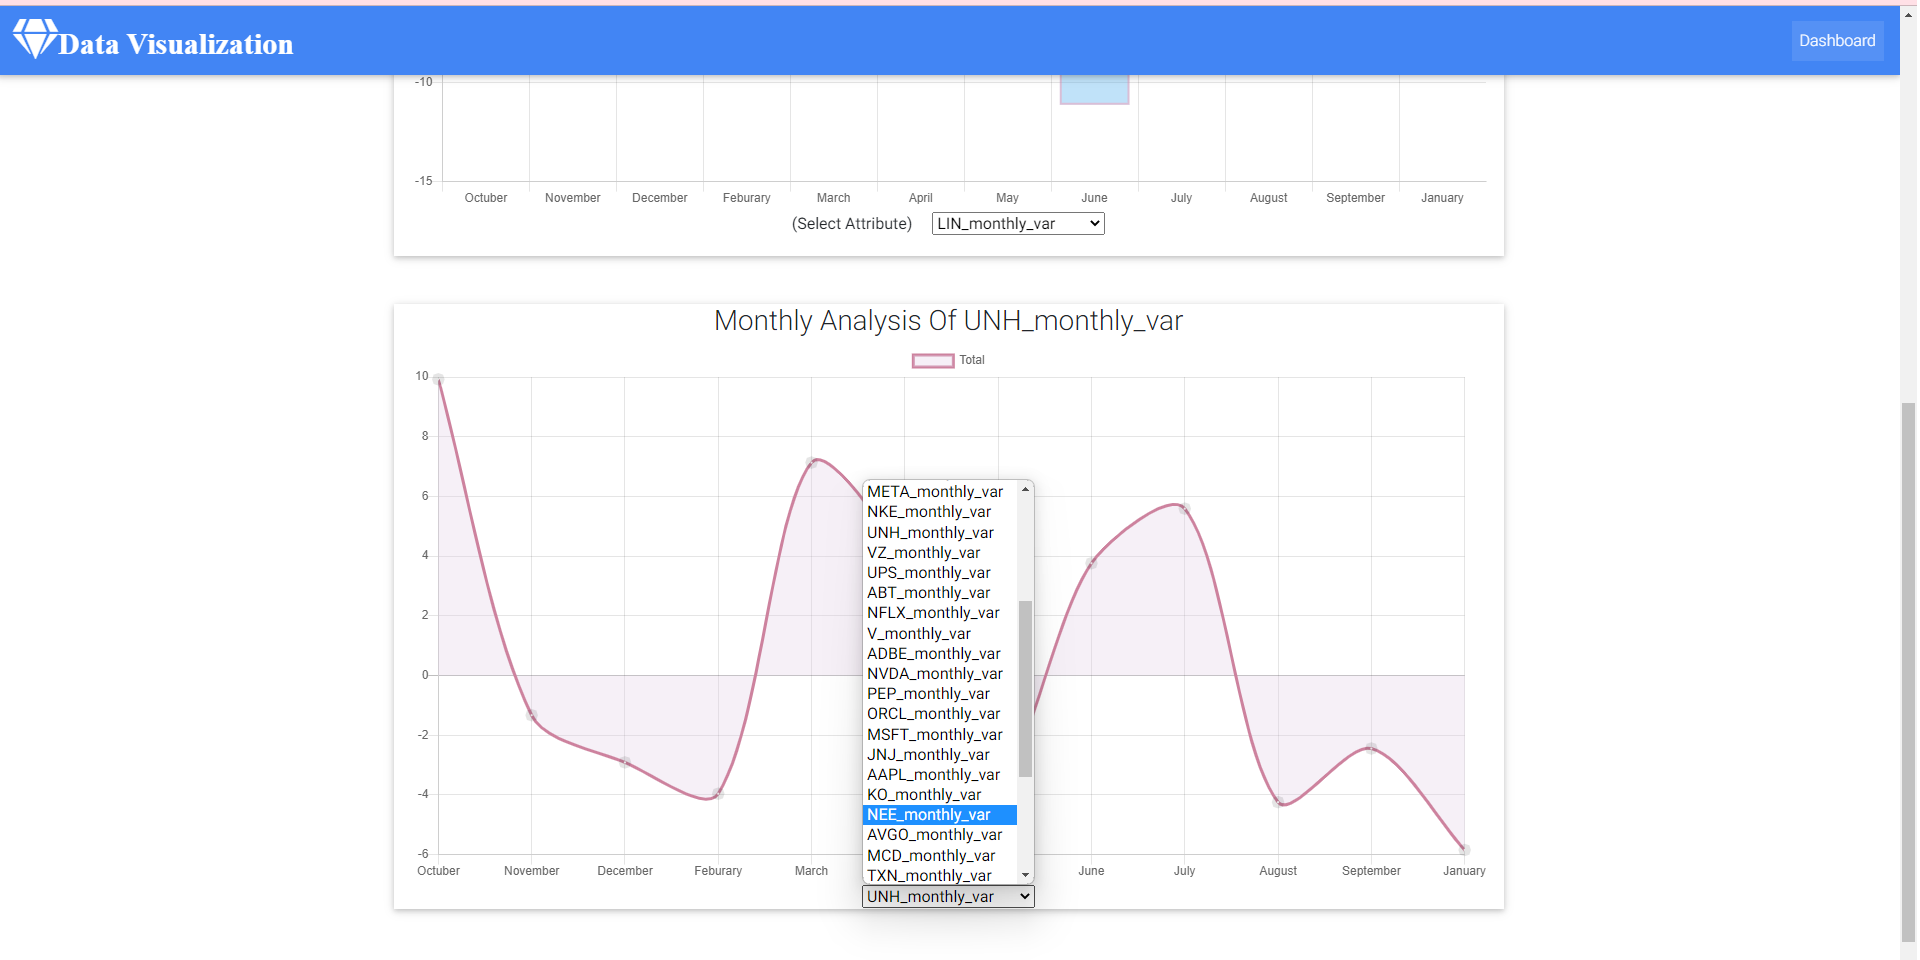 Data Visualization
Dashboard
-10
-15
Octuber November December Feburary March April May June July August September January
(Select Attribute) LIN_monthly_var
Monthly Analysis Of UNH_monthly_var
Total
10
8
6
4
2
0
-2
-4
-6
META_monthly_var
NKE_monthly_var
UNH_monthly_var
VZ_monthly_var
UPS_monthly_var
ABT_monthly_var
NFLX_monthly_var
V_monthly_var
ADBE_monthly_var
NVDA_monthly_var
PEP_monthly_var
ORCL_monthly_var
MSFT_monthly_var
JNJ_monthly_var
AAPL_monthly_var
KO_monthly_var
NEE_monthly_var
AVGO_monthly_var
MCD_monthly_var
TXN_monthly_var
October November December Feburary March June July August September January
UNH_monthly_var